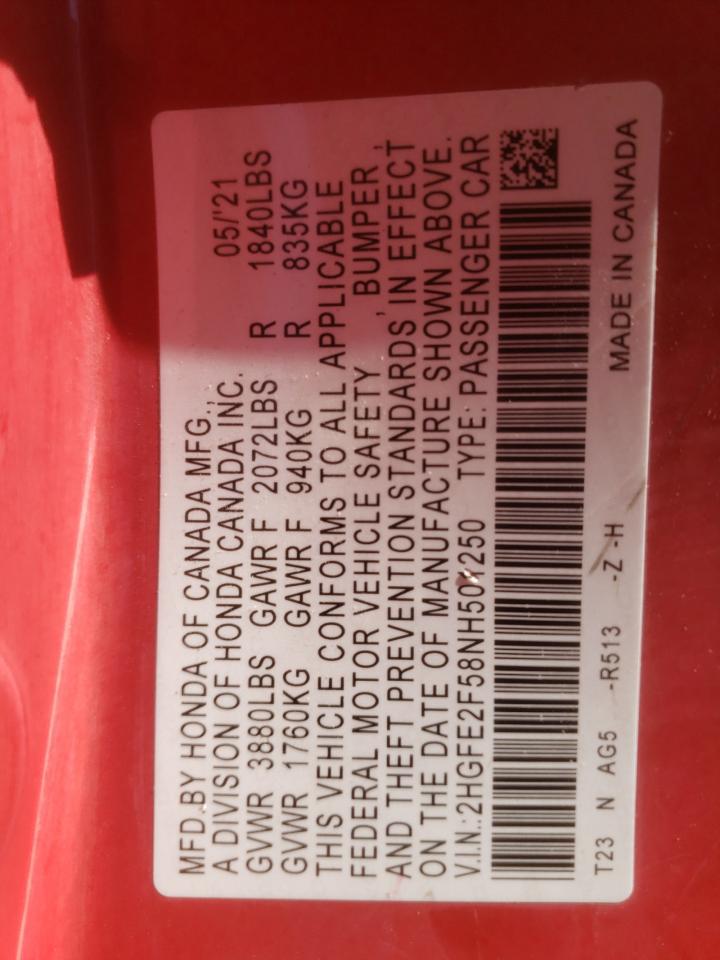 MFD.BY HONDA OF CANADA MFG.,
A DIVISION OF HONDA CANADA INC. 05/'21
GVWR 3880LBS GAWR F 2072LBS R 1840LBS
GVWR 1760KG GAWR F 940KG R 835KG
THIS VEHICLE CONFORMS TO ALL APPLICABLE
FEDERAL MOTOR VEHICLE SAFETY , BUMPER ,
AND THEFT PREVENTION STANDARDS IN EFFECT
ON THE DATE OF MANUFACTURE SHOWN ABOVE.
V.I.N.:2HGFE2F58NH501250 TYPE: PASSENGER CAR
T23 N AG5 -R513 -Z -H MADE IN CANADA